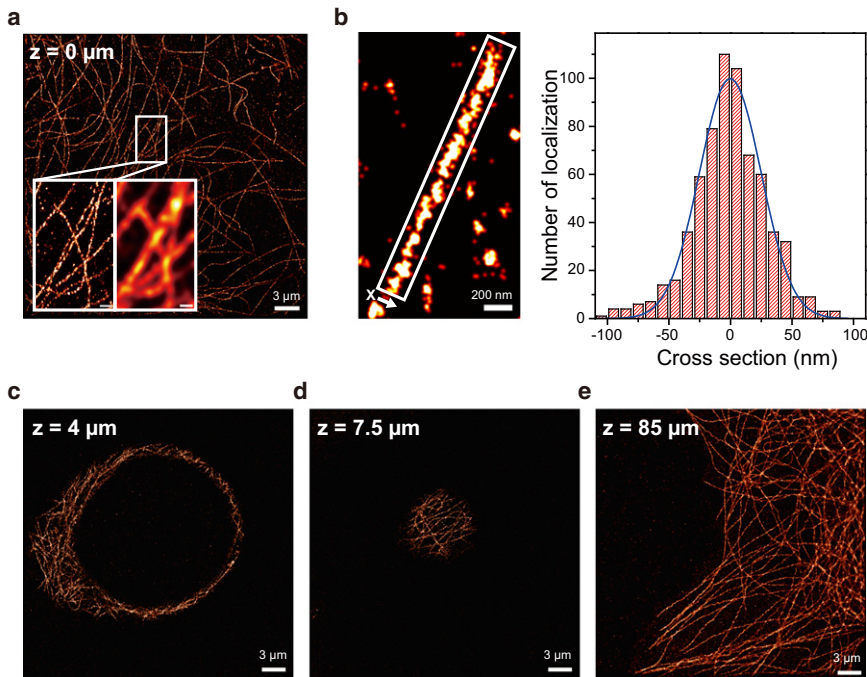 a
z = 0 µm
3 µm
b
X
200 nm
Number of localization
100
80
60
40
20
0
-100
-50
0
50
100
Cross section (nm)
c
z = 4 µm
3 µm
d
z = 7.5 µm
3 µm
e
z = 85 µm
3 µm